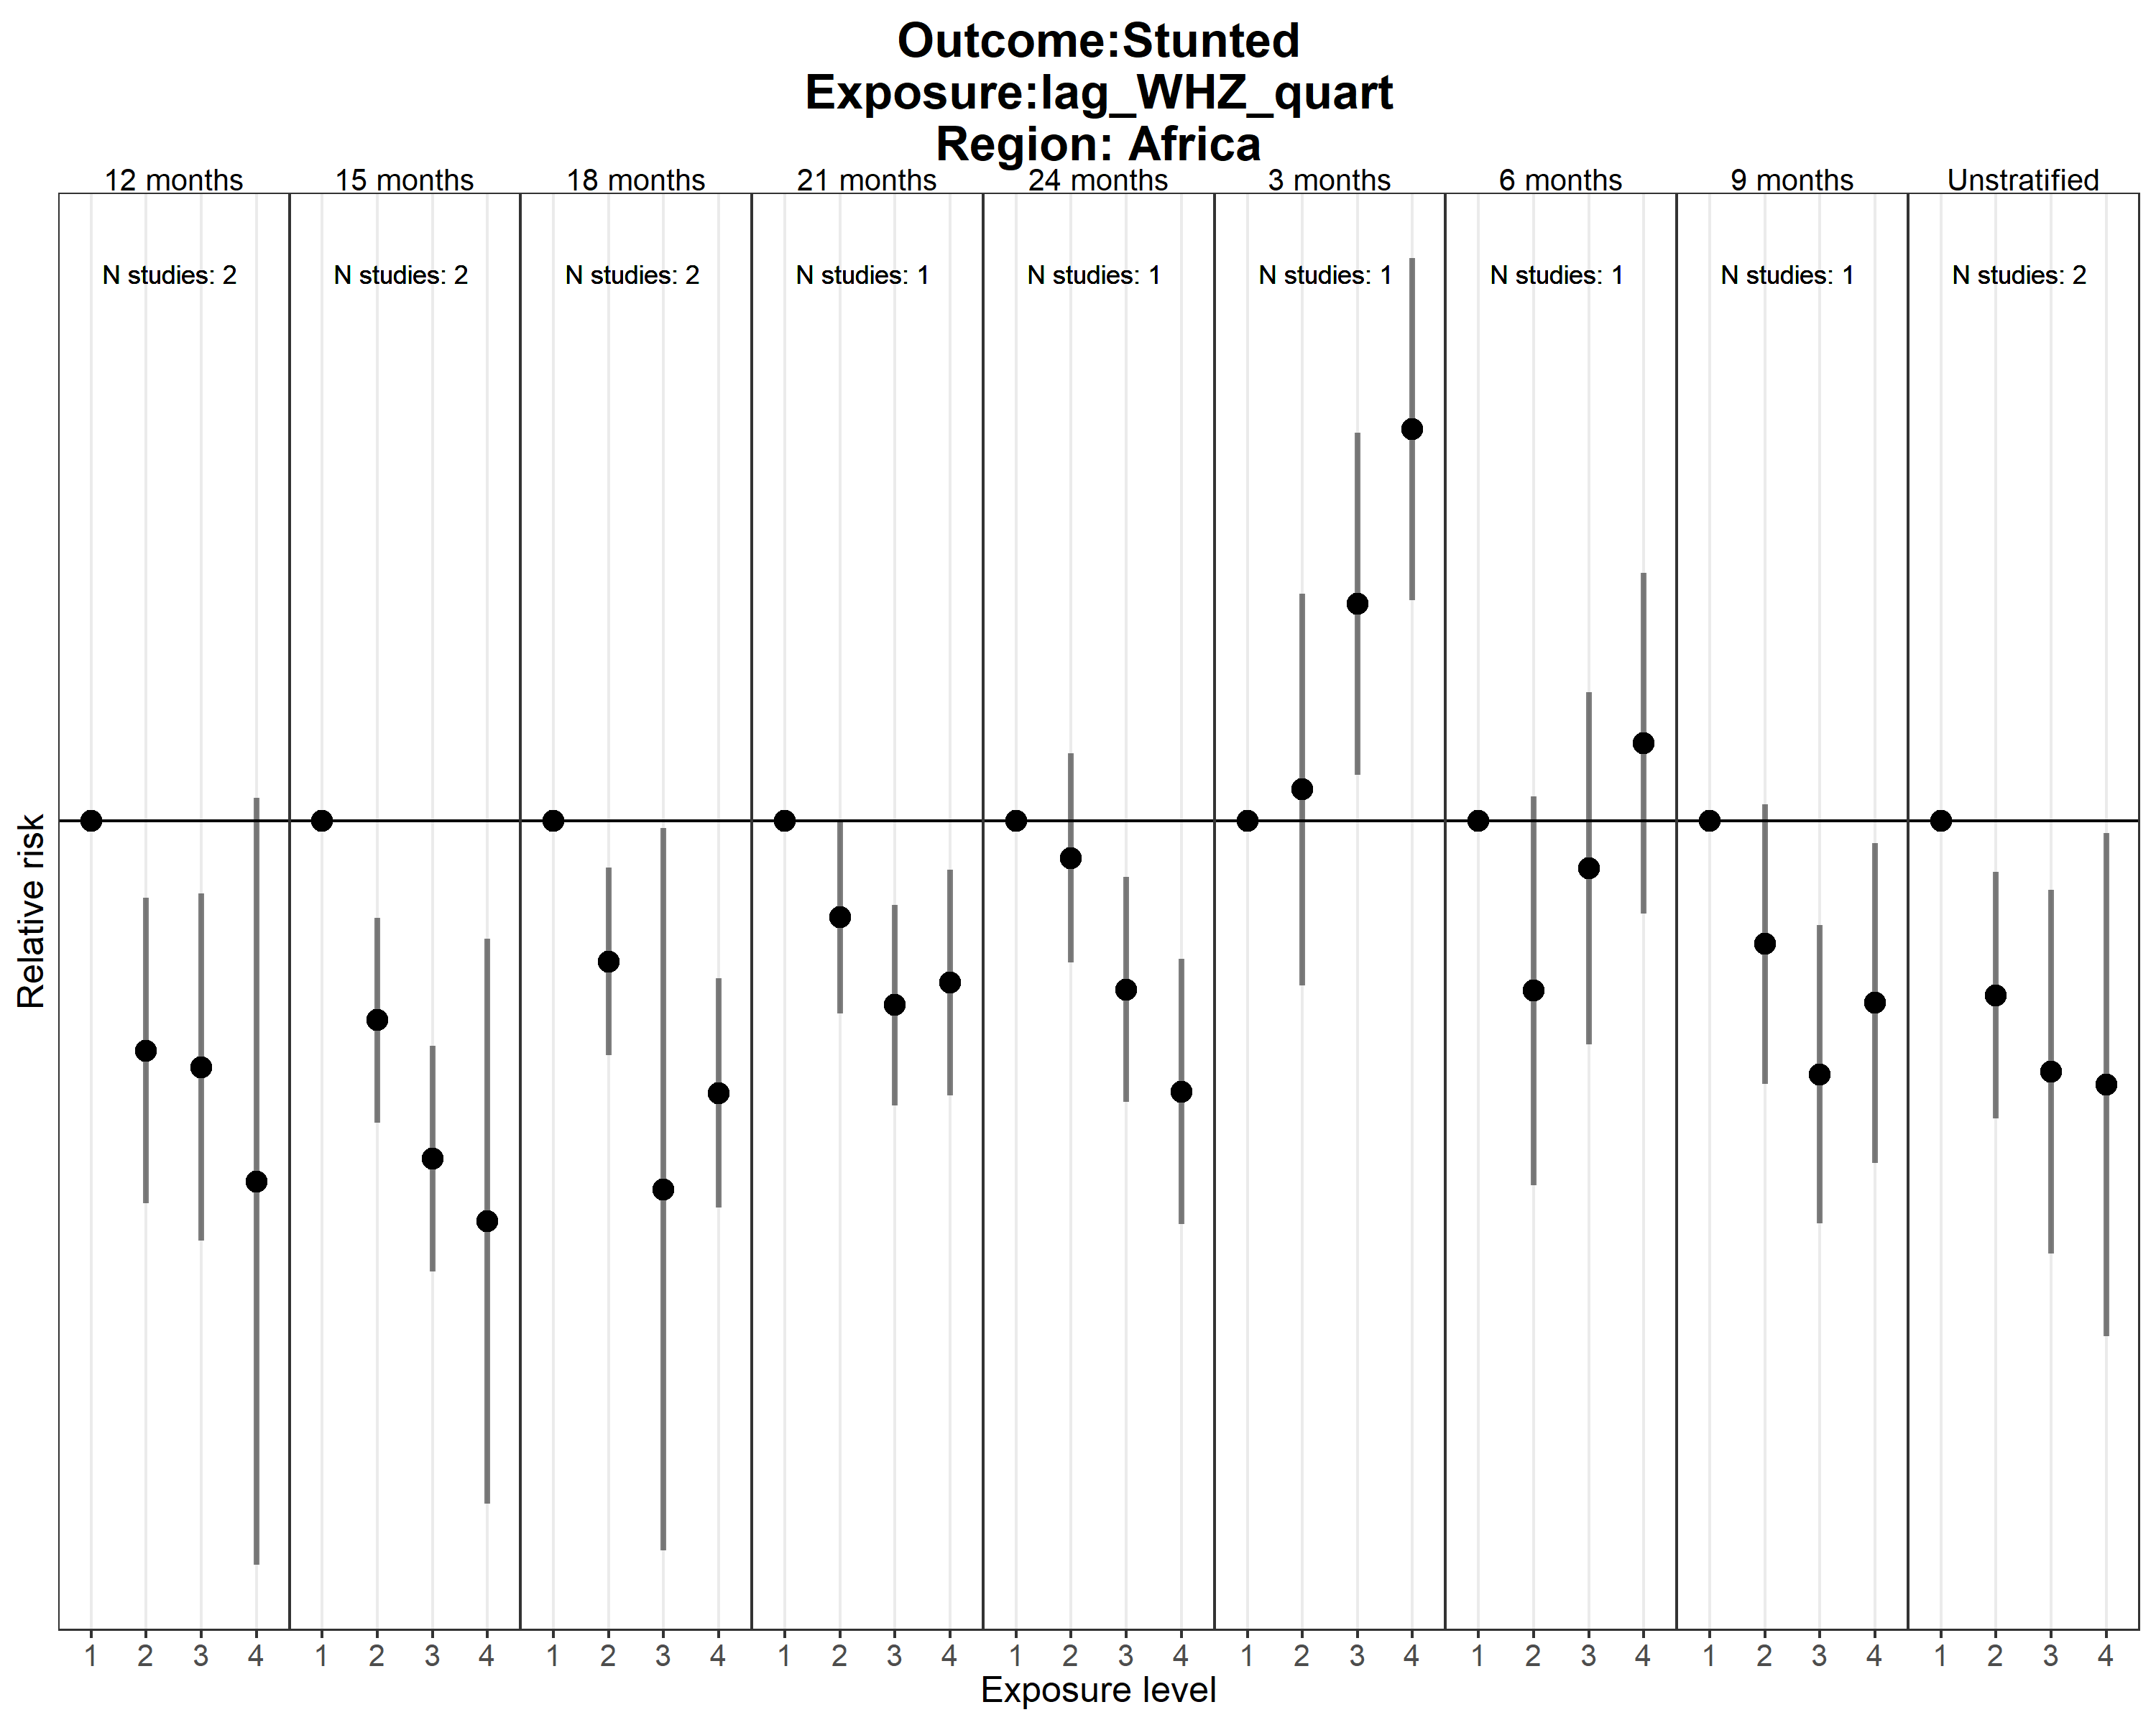 Outcome:Stunted
Exposure:lag_WHZ_quart
Region: Africa
12 months 15 months 18 months 21 months 24 months 3 months 6 months 9 months Unstratified
N studies: 2 N studies: 2 N studies: 2 N studies: 1 N studies: 1 N studies: 1 N studies: 1 N studies: 1 N studies: 2
Relative risk
1 2 3 4 1 2 3 4 1 2 3 4 1 2 3 4 1 2 3 4 1 2 3 4 1 2 3 4 1 2 3 4 1 2 3 4
Exposure level